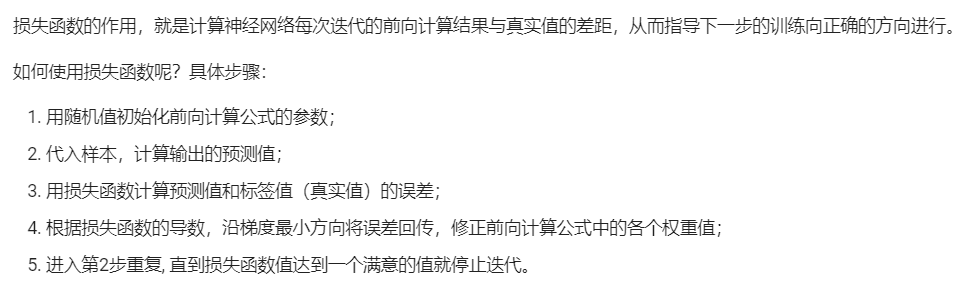 损失函数的作用，就是计算神经网络每次迭代的前向计算结果与真实值的差距，从而指导下一步的训练向正确的方向进行。
如何使用损失函数呢？具体步骤：
1. 用随机值初始化前向计算公式的参数；
2. 代入样本，计算输出的预测值；
3. 用损失函数计算预测值和标签值（真实值）的误差；
4. 根据损失函数的导数，沿梯度最小方向将误差回传，修正前向计算公式中的各个权重值；
5. 进入第2步重复, 直到损失函数值达到一个满意的值就停止迭代。